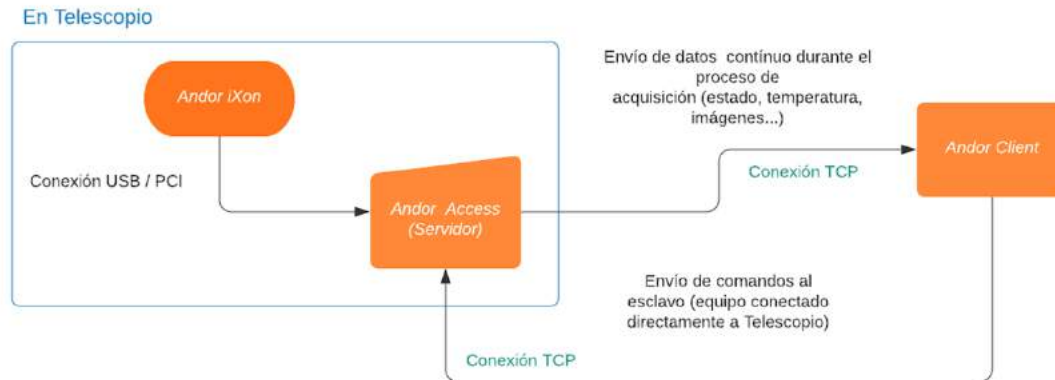 En Telescopio
Andor iXon
Conexión USB / PCI
Andor Access
(Servidor)
Envío de datos contínuo durante el
proceso de
acquisición (estado, temperatura,
imágenes...)
Conexión TCP
Andor Client
Envío de comandos al
esclavo (equipo conectado
directamente a Telescopio)
Conexión TCP